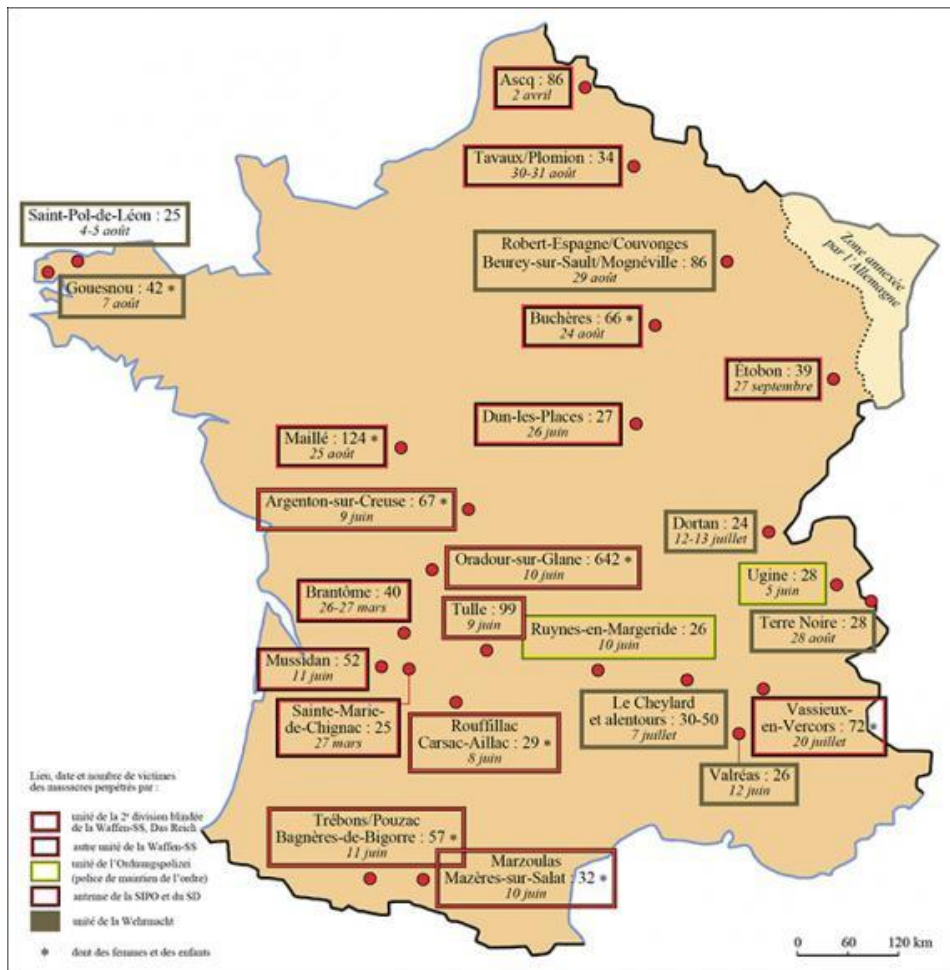 Ascq : 86
2 avril
Tavaux/Plomion : 34
30-31 août
Saint-Pol-de-Léon : 25
4-5 août
Robert-Espagne/Couvonges
Beurey-sur-Sault/Mognéville : 86
29 août
Zone annexée
par l'Allemagne
Gouesnou : 42 *
7 août
Buchères : 66 *
24 août
Étobon : 39
27 septembre
Dun-les-Places : 27
26 juin
Maillé : 124 *
25 août
Argenton-sur-Creuse : 67 *
9 juin
Dortan : 24
12-13 juillet
Oradour-sur-Glane : 642 *
10 juin
Ugine : 28
5 juin
Brantôme : 40
26-27 mars
Tulle : 99
9 juin
Terre Noire : 28
28 août
Ruynes-en-Margeride : 26
10 juin
Mussidan : 52
11 juin
Sainte-Marie-
de-Chignac : 25
27 mars
Rouffillac
Carsac-Aillac : 29 *
8 juin
Le Cheylard
et alentours : 30-50
7 juillet
Vassieux-
en-Vercors : 72 *
20 juillet
Valréas : 26
12 juin
Lieu, date et nombre de victimes
des massacres perpétrés par :
unité de la 2e division blindée
de la Waffen-SS, Das Reich
autre unité de la Waffen-SS
unité de l'Ordnungspolizei
(police de maintien de l'ordre)
antenne de la SIPO et du SD
unité de la Wehrmacht
* dont des femmes et des enfants
Trébons/Pouzac
Bagnères-de-Bigorre : 57 *
11 juin
Marzoulas
Mazères-sur-Salat : 32 *
10 juin
0 60 120 km